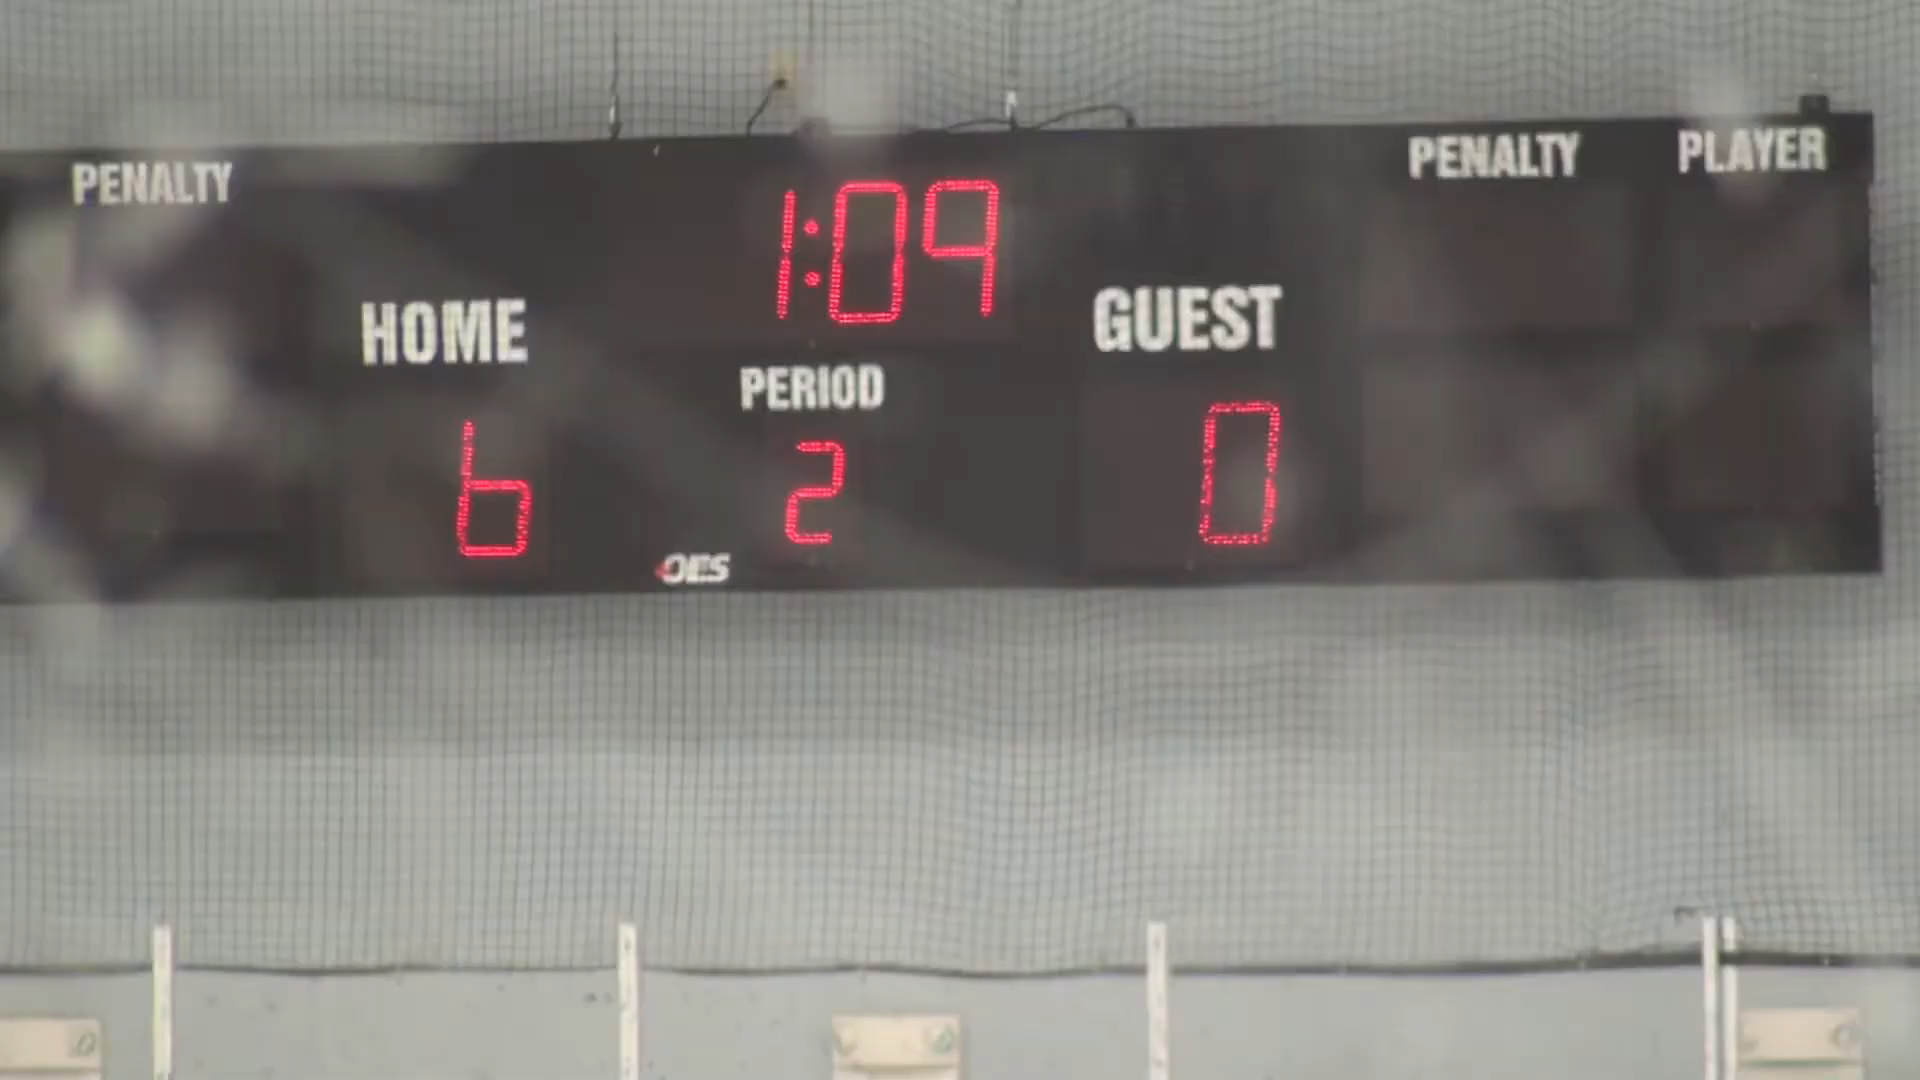 PENALTY
1:09
PENALTY
PLAYER
HOME
GUEST
PERIOD
6
2
0
OES